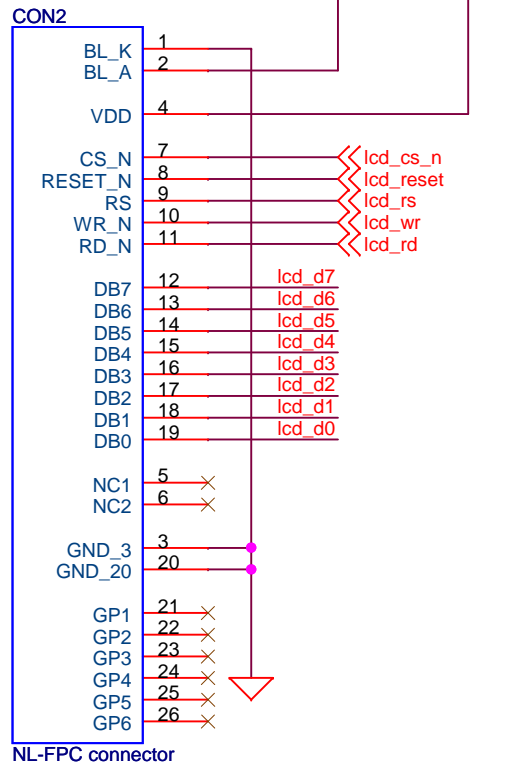 CON2
BL_K 1
BL_A 2
VDD 4
CS_N 7 lcd_cs_n
RESET_N 8 lcd_reset
RS 9 lcd_rs
WR_N 10 lcd_wr
RD_N 11 lcd_rd
DB7 12 lcd_d7
DB6 13 lcd_d6
DB5 14 lcd_d5
DB4 15 lcd_d4
DB3 16 lcd_d3
DB2 17 lcd_d2
DB1 18 lcd_d1
DB0 19 lcd_d0
NC1 5
NC2 6
GND_3 3
GND_20 20
GP1 21
GP2 22
GP3 23
GP4 24
GP5 25
GP6 26
NL-FPC connector